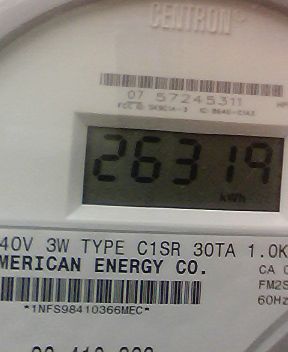 CENTRON®
07 57245311
26319
kWh
40V 3W TYPE C1SR 30TA 1.0K
MERICAN ENERGY CO.
CA
FM2S
60Hz
*1NFS98410366MEC*